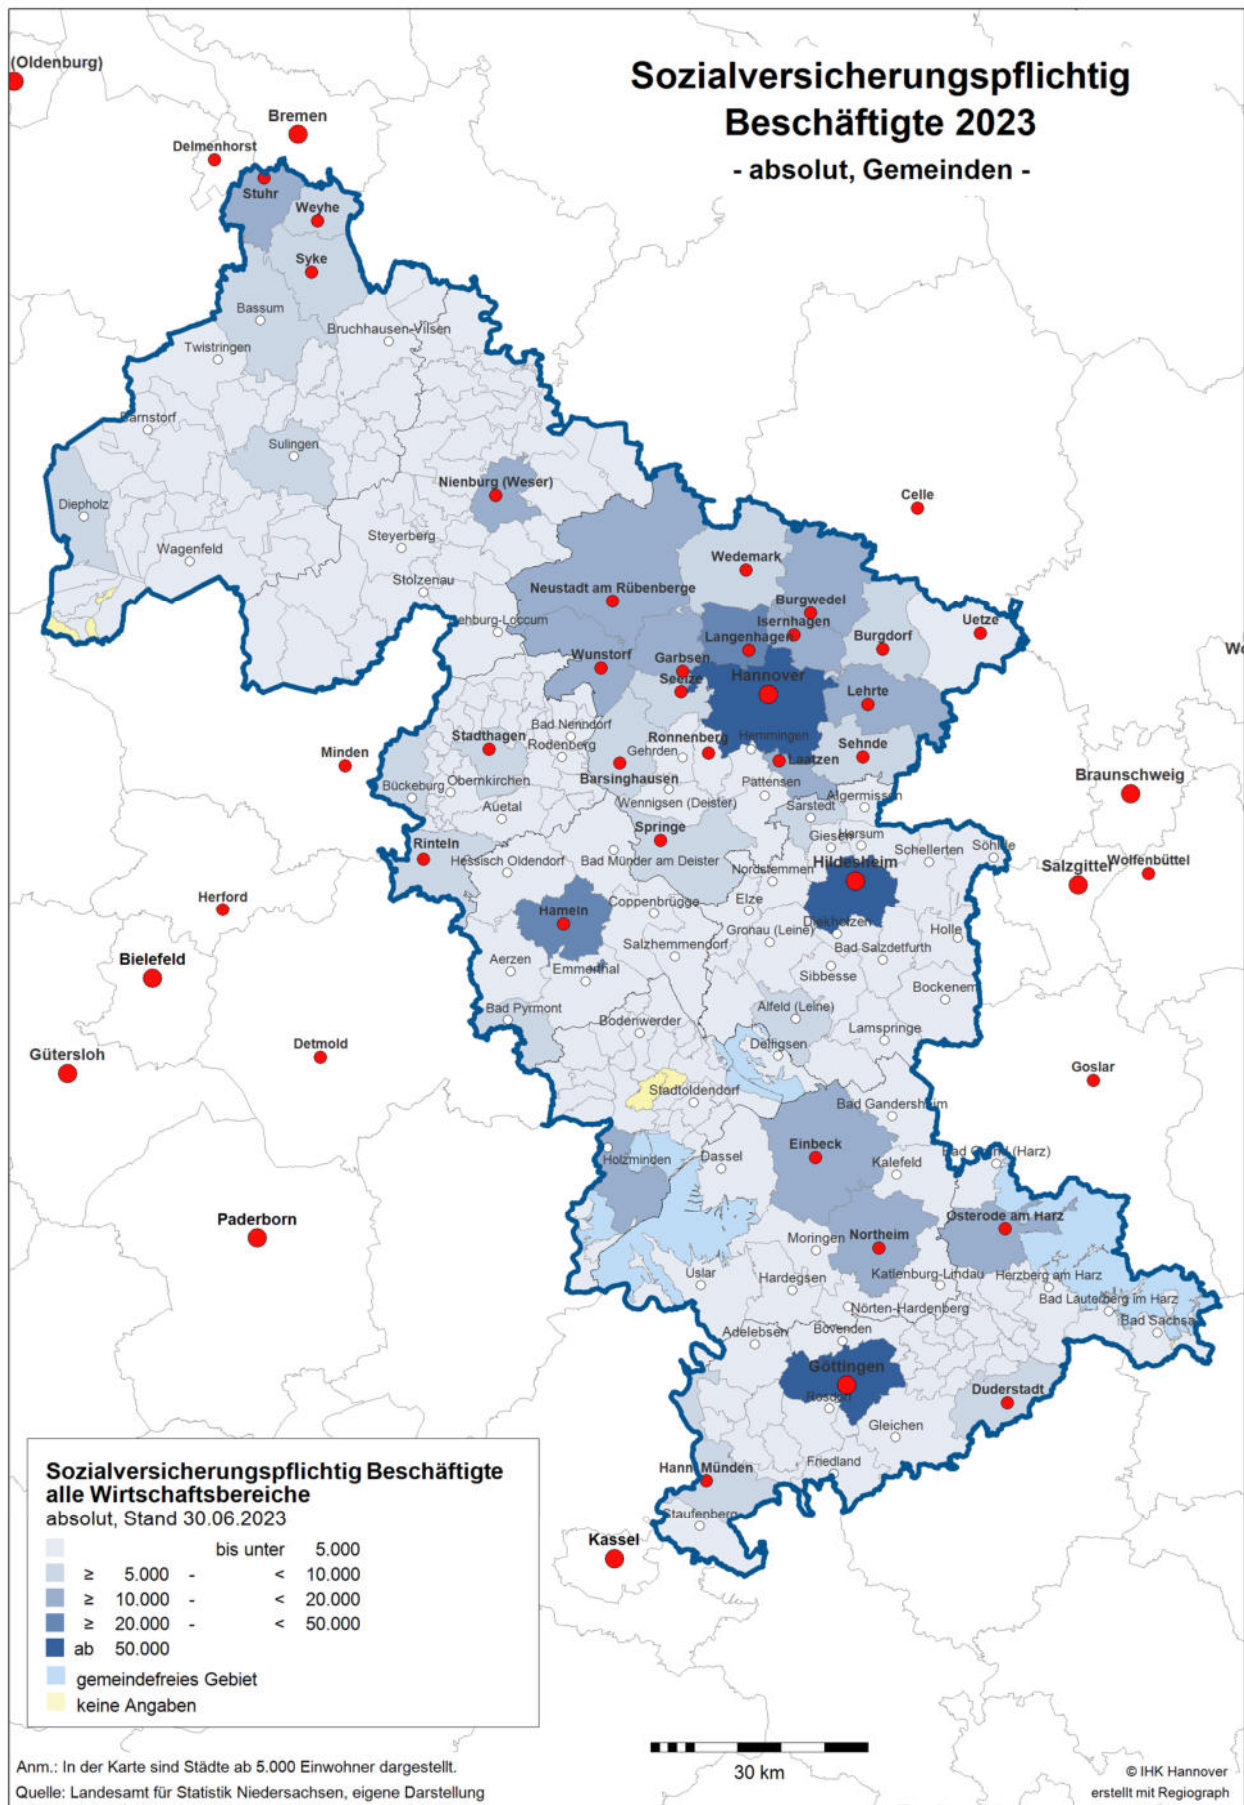 Sozialversicherungspflichtig
Beschäftigte 2023
- absolut, Gemeinden -
(Oldenburg)
Bremen
Delmenhorst
Stuhr
Weyhe
Syke
Bassum
Bruchhausen-Vilsen
Twistringen
Barnstorf
Sulingen
Diepholz
Nienburg (Weser)
Celle
Steyerberg
Wagenfeld
Stolzenau
Wedemark
Neustadt am Rübenberge
Burgwedel
Isernhagen
Uetze
Rehburg-Loccum
Langenhagen
Burgdorf
Wunstorf
Garbsen
Seelze
Hannover
Lehrte
Bad Nenndorf
Stadthagen
Rodenberg
Ronnenberg
Hemmingen
Sehnde
Minden
Gehrden
Laatzen
Barsinghausen
Obernkirchen
Bückeburg
Pattensen
Braunschweig
Wennigsen (Deister)
Algermissen
Auetal
Sarstedt
Springe
Giesen
Harsum
Rinteln
Hessisch Oldendorf
Bad Münder am Deister
Schellerten
Söhlde
Nordstemmen
Hildesheim
Salzgitter
Wolfenbüttel
Herford
Hameln
Coppenbrügge
Elze
Diekholzen
Gronau (Leine)
Holle
Salzhemmendorf
Bad Salzdetfurth
Bielefeld
Aerzen
Emmerthal
Sibbesse
Bockenem
Bad Pyrmont
Alfeld (Leine)
Bodenwerder
Lamspringe
Delligsen
Detmold
Gütersloh
Goslar
Stadtoldendorf
Bad Gandersheim
Einbeck
Holzminden
Dassel
Kalefeld
Bad Grund (Harz)
Paderborn
Osterode am Harz
Moringen
Northeim
Uslar
Hardegsen
Katlenburg-Lindau
Herzberg am Harz
Bad Lauterberg im Harz
Nörten-Hardenberg
Bad Sachsa
Adelebsen
Bovenden
Göttingen
Duderstadt
Rosdorf
Gleichen
Hann. Münden
Friedland
Staufenberg
Kassel
Sozialversicherungspflichtig Beschäftigte
alle Wirtschaftsbereiche
absolut, Stand 30.06.2023
bis unter 5.000
≥ 5.000 - < 10.000
≥ 10.000 - < 20.000
≥ 20.000 - < 50.000
ab 50.000
gemeindefreies Gebiet
keine Angaben
30 km
Anm.: In der Karte sind Städte ab 5.000 Einwohner dargestellt.
Quelle: Landesamt für Statistik Niedersachsen, eigene Darstellung
© IHK Hannover
erstellt mit Regiograph